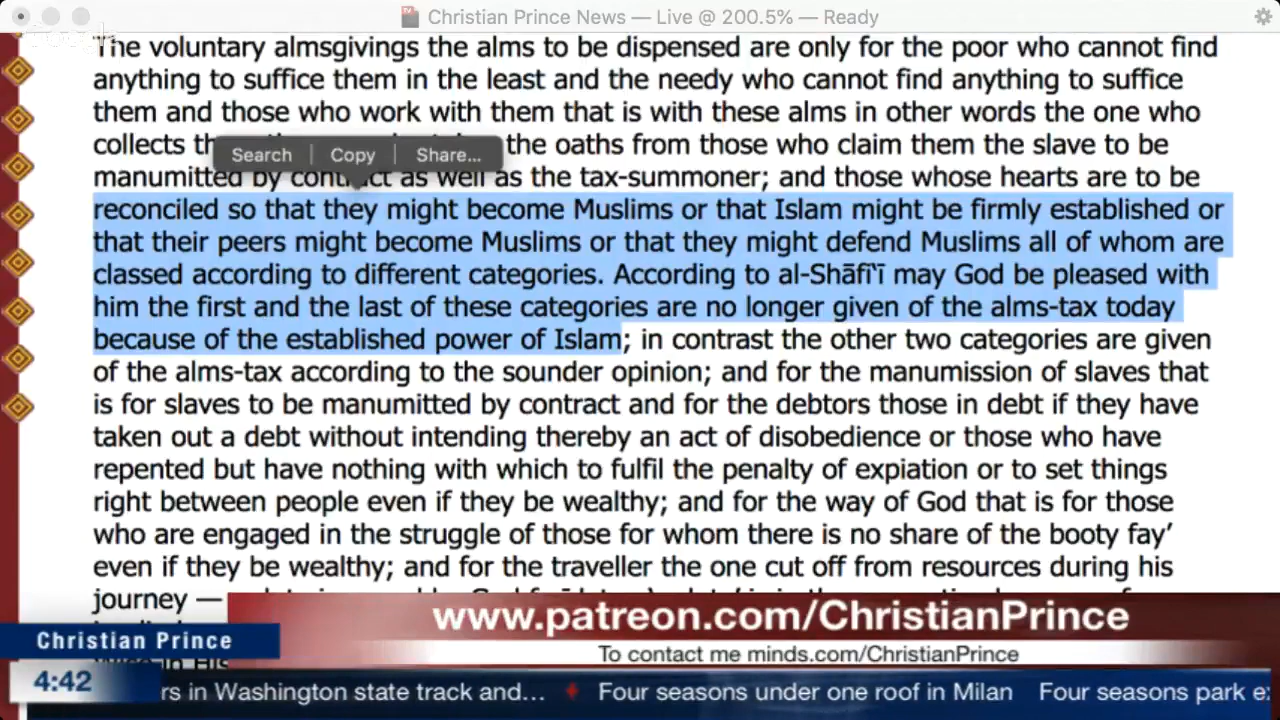 Christian Prince News — Live @ 200.5% — Ready
The voluntary almsgivings the alms to be dispensed are only for the poor who cannot find
anything to suffice them in the least and the needy who cannot find anything to suffice
them and those who work with them that is with these alms in other words the one who
collects the oaths from those who claim them the slave to be
Search Copy Share...
manumitted by contract as well as the tax-summoner; and those whose hearts are to be
reconciled so that they might become Muslims or that Islam might be firmly established or
that their peers might become Muslims or that they might defend Muslims all of whom are
classed according to different categories. According to al-Shāfi‘ī may God be pleased with
him the first and the last of these categories are no longer given of the alms-tax today
because of the established power of Islam; in contrast the other two categories are given
of the alms-tax according to the sounder opinion; and for the manumission of slaves that
is for slaves to be manumitted by contract and for the debtors those in debt if they have
taken out a debt without intending thereby an act of disobedience or those who have
repented but have nothing with which to fulfil the penalty of expiation or to set things
right between people even if they be wealthy; and for the way of God that is for those
who are engaged in the struggle of those for whom there is no share of the booty fay’
even if they be wealthy; and for the traveller the one cut off from resources during his
journey —
www.patreon.com/ChristianPrince
Christian Prince
To contact me minds.com/ChristianPrince
4:42
rs in Washington state track and... Four seasons under one roof in Milan Four seasons park e